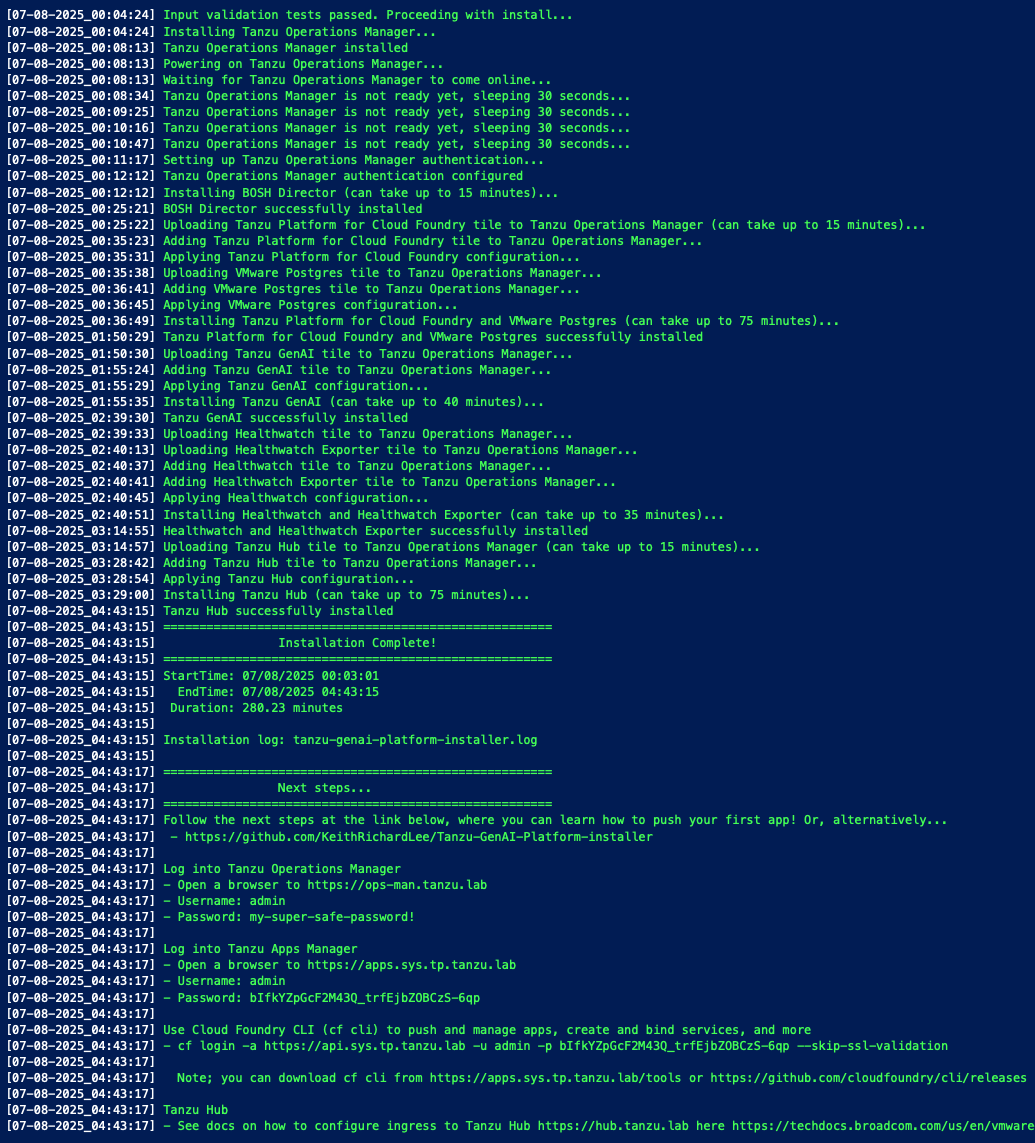 [07-08-2025_00:04:24] Input validation tests passed. Proceeding with install...
[07-08-2025_00:04:24] Installing Tanzu Operations Manager...
[07-08-2025_00:08:13] Tanzu Operations Manager installed
[07-08-2025_00:08:13] Powering on Tanzu Operations Manager...
[07-08-2025_00:08:13] Waiting for Tanzu Operations Manager to come online...
[07-08-2025_00:08:34] Tanzu Operations Manager is not ready yet, sleeping 30 seconds...
[07-08-2025_00:09:25] Tanzu Operations Manager is not ready yet, sleeping 30 seconds...
[07-08-2025_00:10:16] Tanzu Operations Manager is not ready yet, sleeping 30 seconds...
[07-08-2025_00:10:47] Tanzu Operations Manager is not ready yet, sleeping 30 seconds...
[07-08-2025_00:11:17] Setting up Tanzu Operations Manager authentication...
[07-08-2025_00:12:12] Tanzu Operations Manager authentication configured
[07-08-2025_00:12:12] Installing BOSH Director (can take up to 15 minutes)...
[07-08-2025_00:25:21] BOSH Director successfully installed
[07-08-2025_00:25:22] Uploading Tanzu Platform for Cloud Foundry tile to Tanzu Operations Manager (can take up to 15 minutes)...
[07-08-2025_00:35:23] Adding Tanzu Platform for Cloud Foundry tile to Tanzu Operations Manager...
[07-08-2025_00:35:31] Applying Tanzu Platform for Cloud Foundry configuration...
[07-08-2025_00:35:38] Uploading VMware Postgres tile to Tanzu Operations Manager...
[07-08-2025_00:36:41] Adding VMware Postgres tile to Tanzu Operations Manager...
[07-08-2025_00:36:45] Applying VMware Postgres configuration...
[07-08-2025_00:36:49] Installing Tanzu Platform for Cloud Foundry and VMware Postgres (can take up to 75 minutes)...
[07-08-2025_01:50:29] Tanzu Platform for Cloud Foundry and VMware Postgres successfully installed
[07-08-2025_01:50:30] Uploading Tanzu GenAI tile to Tanzu Operations Manager...
[07-08-2025_01:55:24] Adding Tanzu GenAI tile to Tanzu Operations Manager...
[07-08-2025_01:55:29] Applying Tanzu GenAI configuration...
[07-08-2025_01:55:35] Installing Tanzu GenAI (can take up to 40 minutes)...
[07-08-2025_02:39:30] Tanzu GenAI successfully installed
[07-08-2025_02:39:33] Uploading Healthwatch tile to Tanzu Operations Manager...
[07-08-2025_02:40:13] Uploading Healthwatch Exporter tile to Tanzu Operations Manager...
[07-08-2025_02:40:37] Adding Healthwatch tile to Tanzu Operations Manager...
[07-08-2025_02:40:41] Adding Healthwatch Exporter tile to Tanzu Operations Manager...
[07-08-2025_02:40:45] Applying Healthwatch configuration...
[07-08-2025_02:40:51] Installing Healthwatch and Healthwatch Exporter (can take up to 35 minutes)...
[07-08-2025_03:14:55] Healthwatch and Healthwatch Exporter successfully installed
[07-08-2025_03:14:57] Uploading Tanzu Hub tile to Tanzu Operations Manager (can take up to 15 minutes)...
[07-08-2025_03:28:42] Adding Tanzu Hub tile to Tanzu Operations Manager...
[07-08-2025_03:28:54] Applying Tanzu Hub configuration...
[07-08-2025_03:29:00] Installing Tanzu Hub (can take up to 75 minutes)...
[07-08-2025_04:43:15] Tanzu Hub successfully installed
[07-08-2025_04:43:15] ======================================================
[07-08-2025_04:43:15]                 Installation Complete!
[07-08-2025_04:43:15] ======================================================
[07-08-2025_04:43:15] StartTime: 07/08/2025 00:03:01
[07-08-2025_04:43:15]   EndTime: 07/08/2025 04:43:15
[07-08-2025_04:43:15]  Duration: 280.23 minutes
[07-08-2025_04:43:15]
[07-08-2025_04:43:15] Installation log: tanzu-genai-platform-installer.log
[07-08-2025_04:43:15]
[07-08-2025_04:43:17] ======================================================
[07-08-2025_04:43:17]                 Next steps...
[07-08-2025_04:43:17] ======================================================
[07-08-2025_04:43:17] Follow the next steps at the link below, where you can learn how to push your first app! Or, alternatively...
[07-08-2025_04:43:17]  - https://github.com/KeithRichardLee/Tanzu-GenAI-Platform-installer
[07-08-2025_04:43:17]
[07-08-2025_04:43:17] Log into Tanzu Operations Manager
[07-08-2025_04:43:17] - Open a browser to https://ops-man.tanzu.lab
[07-08-2025_04:43:17] - Username: admin
[07-08-2025_04:43:17] - Password: my-super-safe-password!
[07-08-2025_04:43:17]
[07-08-2025_04:43:17] Log into Tanzu Apps Manager
[07-08-2025_04:43:17] - Open a browser to https://apps.sys.tp.tanzu.lab
[07-08-2025_04:43:17] - Username: admin
[07-08-2025_04:43:17] - Password: bIfkYZpGcF2M43Q_trfEjbZOBCzS-6qp
[07-08-2025_04:43:17]
[07-08-2025_04:43:17] Use Cloud Foundry CLI (cf cli) to push and manage apps, create and bind services, and more
[07-08-2025_04:43:17] - cf login -a https://api.sys.tp.tanzu.lab -u admin -p bIfkYZpGcF2M43Q_trfEjbZOBCzS-6qp --skip-ssl-validation
[07-08-2025_04:43:17]
[07-08-2025_04:43:17]   Note; you can download cf cli from https://apps.sys.tp.tanzu.lab/tools or https://github.com/cloudfoundry/cli/releases
[07-08-2025_04:43:17]
[07-08-2025_04:43:17] Tanzu Hub
[07-08-2025_04:43:17] - See docs on how to configure ingress to Tanzu Hub https://hub.tanzu.lab here https://techdocs.broadcom.com/us/en/vmware